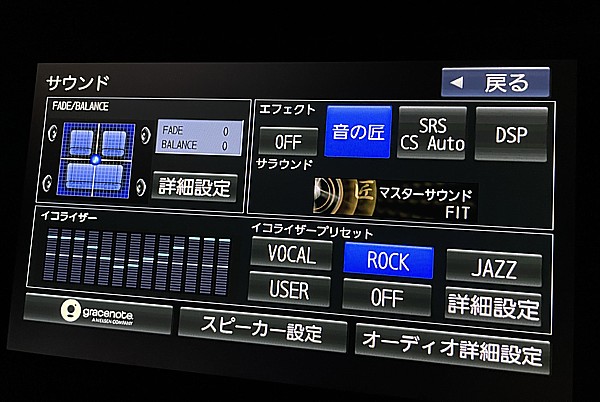 サウンド
戻る
FADE/BALANCE
FADE 0
BALANCE 0
詳細設定
エフェクト
OFF
音の匠
SRS
CS Auto
DSP
サラウンド
匠 マスターサウンド
FIT
イコライザー
イコライザープリセット
VOCAL
ROCK
JAZZ
USER
OFF
詳細設定
gracenote.
A NIELSEN COMPANY
スピーカー設定
オーディオ詳細設定